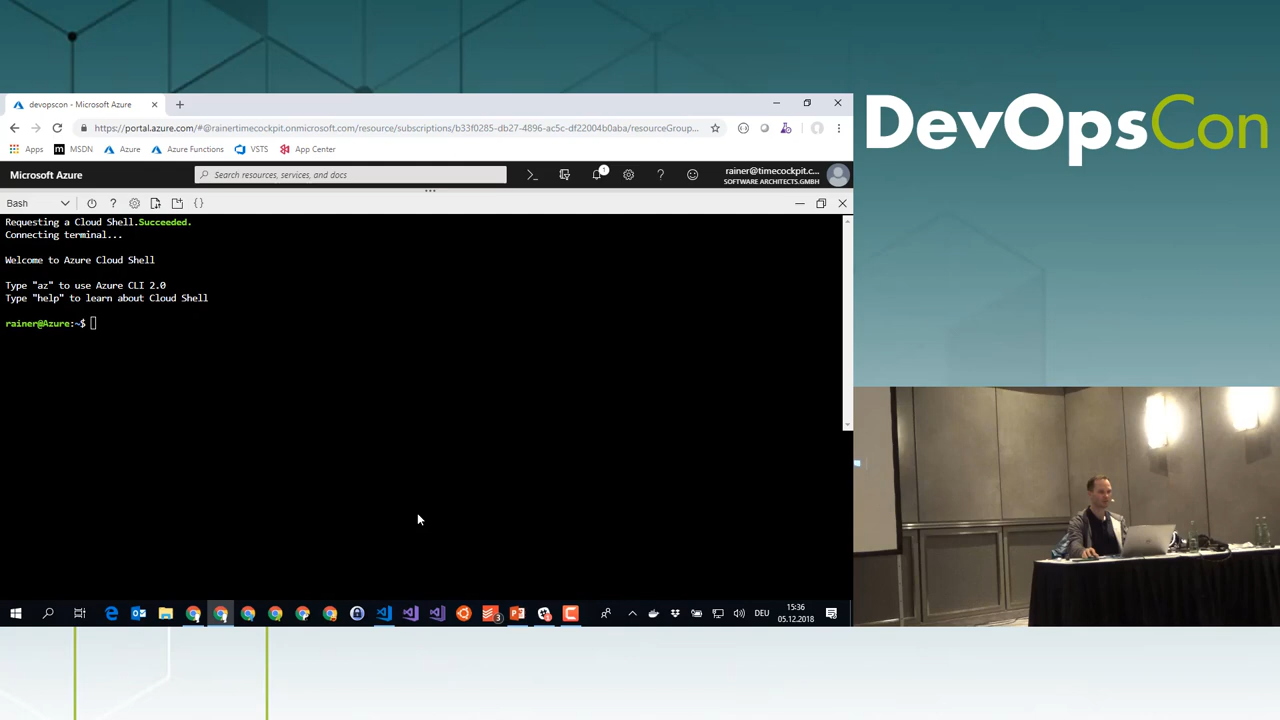 devopscon - Microsoft Azure
https://portal.azure.com/#@rainertimecockpit.onmicrosoft.com/resource/subscriptions/b33f0285-db27-4896-ac5c-df22004b0aba/resourceGroup...
Apps
m MSDN
Azure
Azure Functions
VSTS
App Center
Microsoft Azure
Search resources, services, and docs
1
rainer@timecockpit.c...
SOFTWARE ARCHITECTS.GMBH
Bash
Requesting a Cloud Shell.Succeeded.
Connecting terminal...
Welcome to Azure Cloud Shell
Type "az" to use Azure CLI 2.0
Type "help" to learn about Cloud Shell
rainer@Azure:~$
3
DEU
15:36
05.12.2018
DevOpsCon